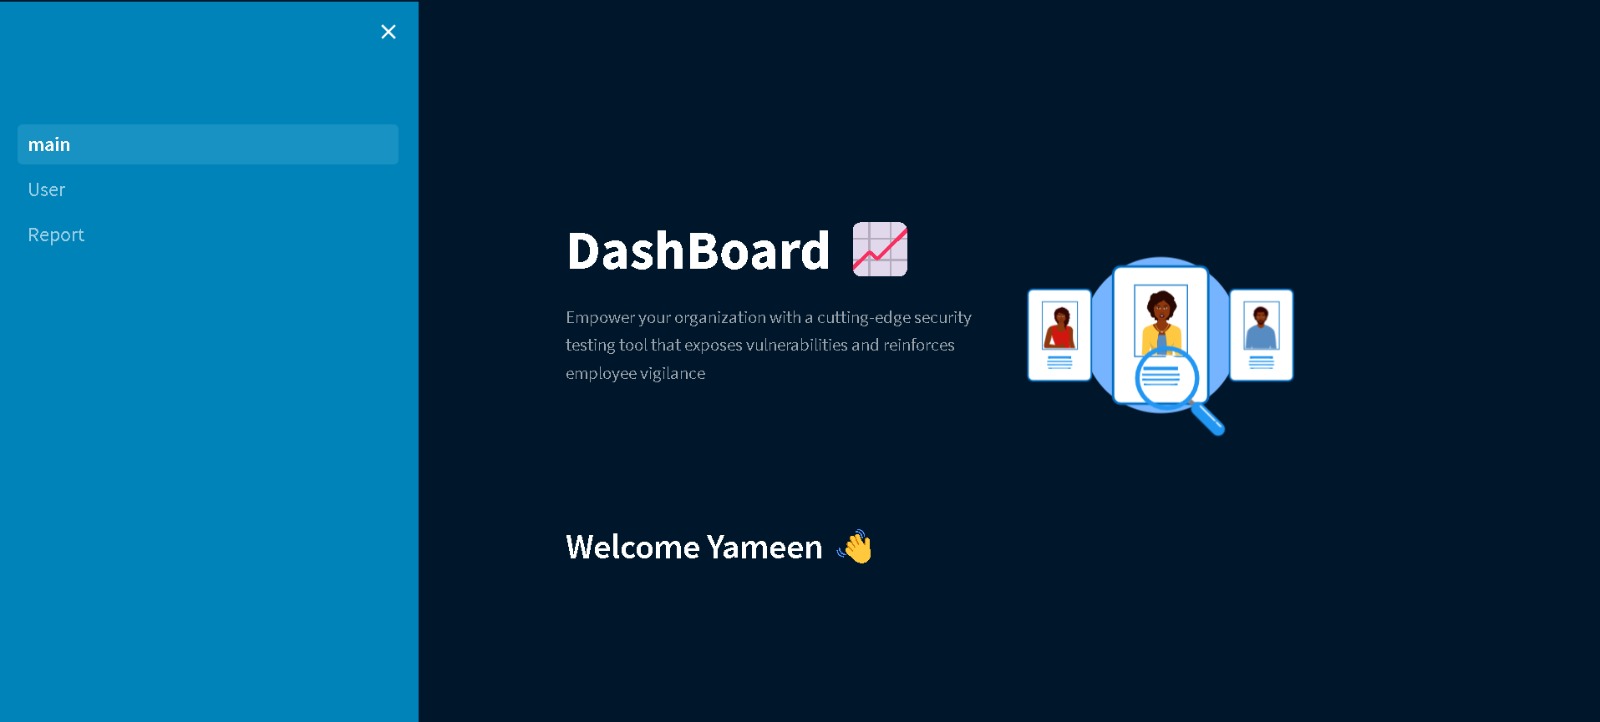 main
User
Report
DashBoard 📈
Empower your organization with a cutting-edge security
testing tool that exposes vulnerabilities and reinforces
employee vigilance
Welcome Yameen 👋